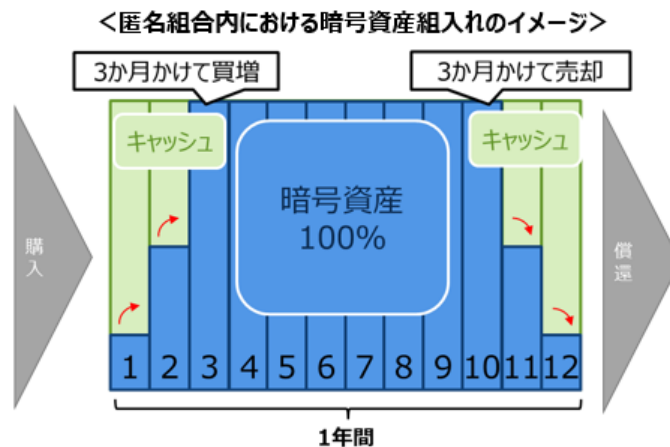 ＜匿名組合内における暗号資産組入れのイメージ＞
3か月かけて買増
3か月かけて売却
キャッシュ
キャッシュ
暗号資産
100%
購入
償還
1 2 3 4 5 6 7 8 9 10 11 12
1年間